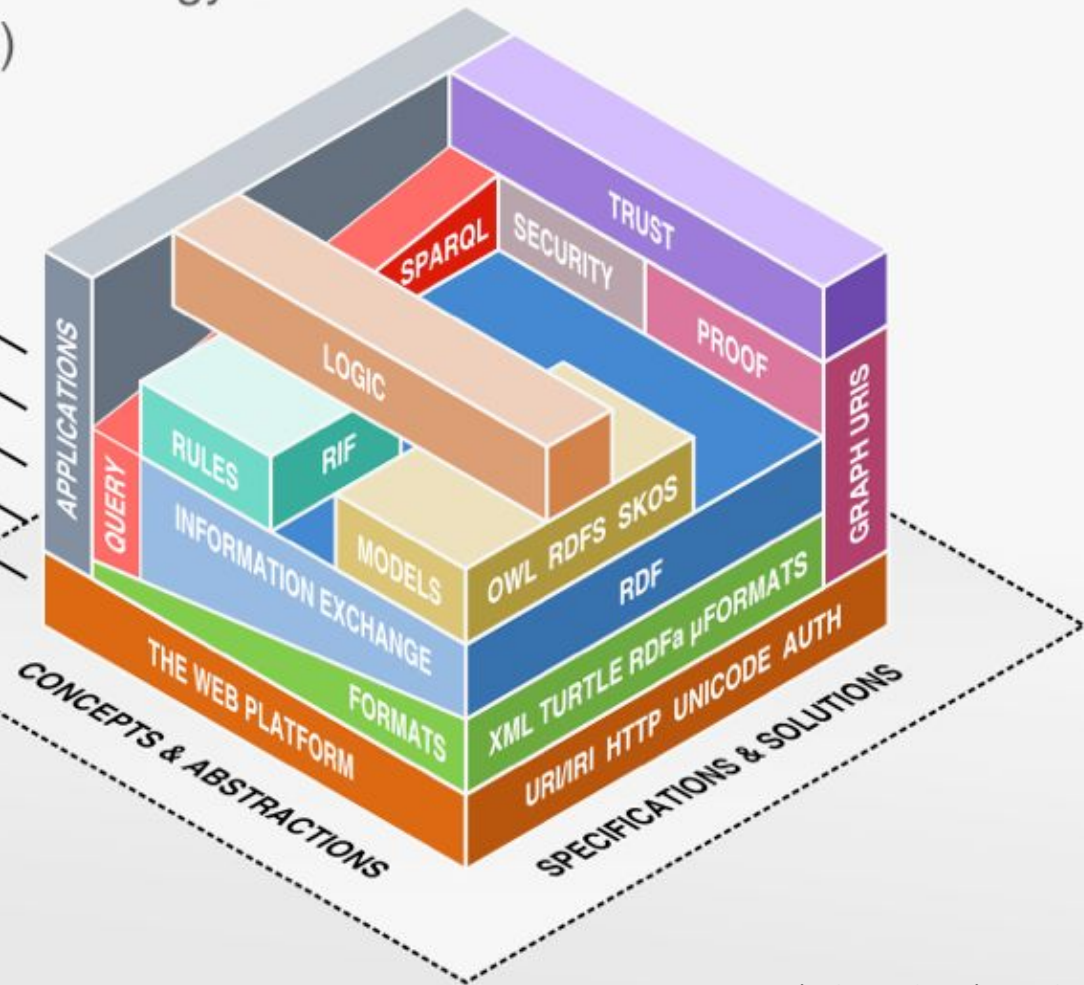 )
TRUST
SPARQL
SECURITY
PROOF
APPLICATIONS
LOGIC
RULES
RIF
GRAPH URIS
QUERY
INFORMATION EXCHANGE
MODELS
OWL RDFS SKOS
RDF
THE WEB PLATFORM
FORMATS
XML TURTLE RDFa µFORMATS
URI/IRI HTTP UNICODE AUTH
CONCEPTS & ABSTRACTIONS
SPECIFICATIONS & SOLUTIONS